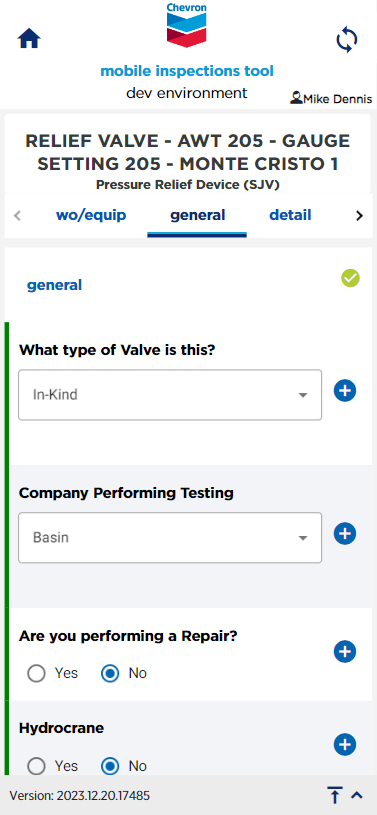 Chevron
mobile inspections tool
dev environment
Mike Dennis
RELIEF VALVE - AWT 205 - GAUGE
SETTING 205 - MONTE CRISTO 1
Pressure Relief Device (SJV)
wo/equip general detail
general
What type of Valve is this?
In-Kind
Company Performing Testing
Basin
Are you performing a Repair?
Yes No
Hydrocrane
Yes No
Version: 2023.12.20.17485